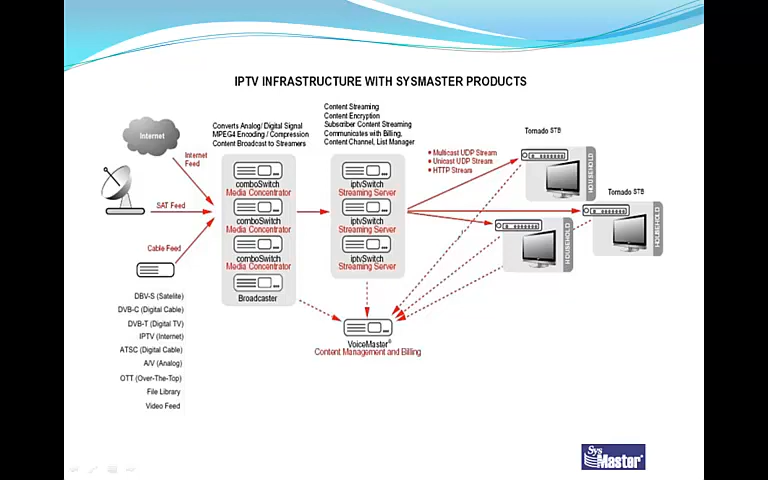 IPTV INFRASTRUCTURE WITH SYSMASTER PRODUCTS
Internet
Internet
Feed
SAT Feed
Cable Feed
DBV-S (Satelite)
DVB-C (Digital Cable)
DVB-T (Digital TV)
IPTV (Internet)
ATSC (Digital Cable)
A/V (Analog)
OTT (Over-The-Top)
File Library
Video Feed
Converts Analog/ Digital Signal
MPEG4 Encoding / Compression
Content Broadcast to Streamers
comboSwitch
Media Concentrator
comboSwitch
Media Concentrator
comboSwitch
Media Concentrator
Broadcaster
Content Streaming
Content Encryption
Subscriber Content Streaming
Communicates with Billing,
Content Channel, List Manager
iptvSwitch
Streaming Server
iptvSwitch
Streaming Server
iptvSwitch
Streaming Server
VoiceMaster®
Content Management and Billing
• Multicast UDP Stream
• Unicast UDP Stream
• HTTP Stream
Tornado STB
HOUSEHOLD
Tornado STB
HOUSEHOLD
HOUSEHOLD
Sys
Master